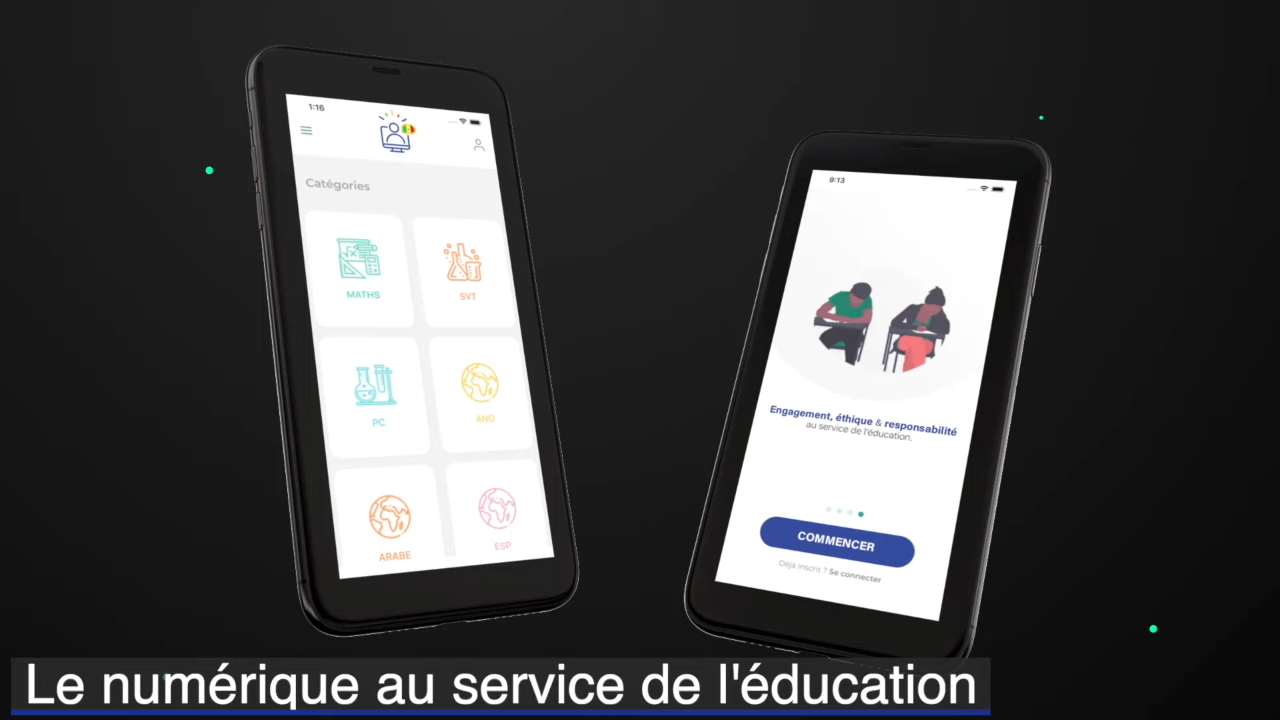 1:16
Catégories
MATHS
SVT
PC
ANG
ARABE
ESP
9:13
Engagement, éthique & responsabilité
au service de l'éducation.
COMMENCER
Déja inscrit ? Se connecter
Le numérique au service de l'éducation